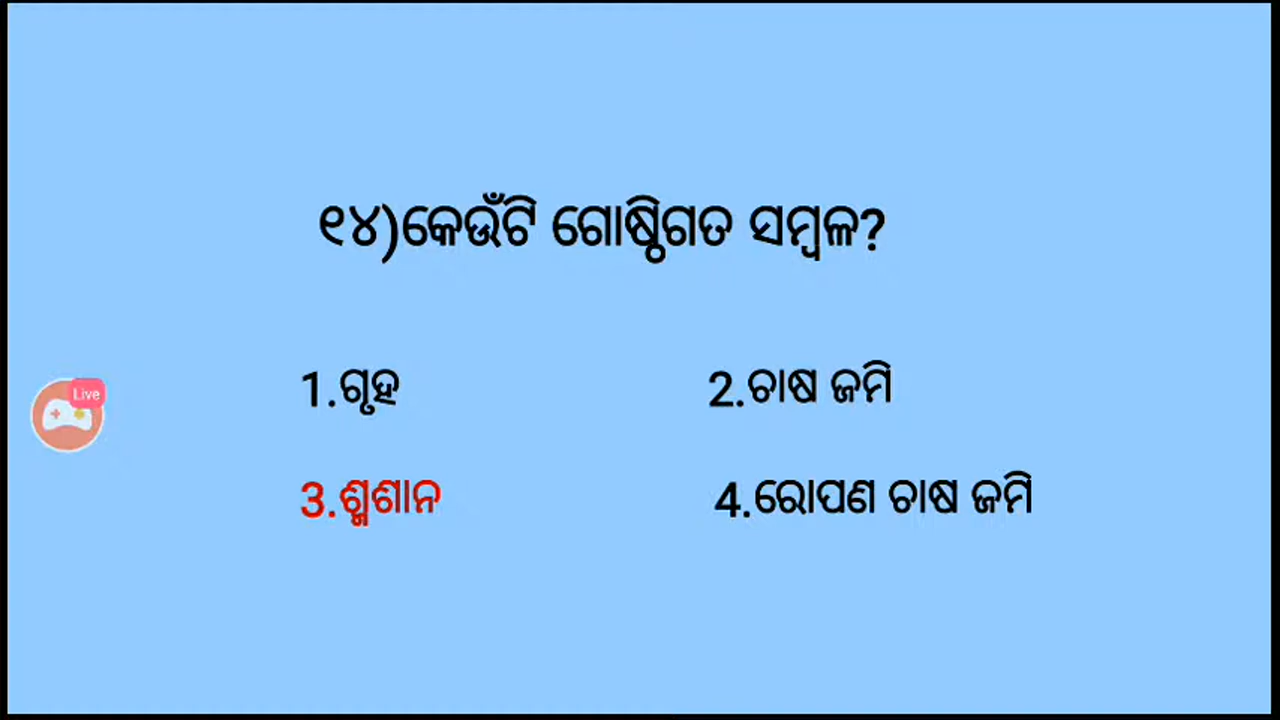 ୧୪)କେଉଁଟି ଗୋଷ୍ଠିଗତ ସମ୍ବଳ?
1.ଗୃହ 2.ଚାଷ ଜମି
Live
3.ଶ୍ମଶାନ 4.ରୋପଣ ଚାଷ ଜମି